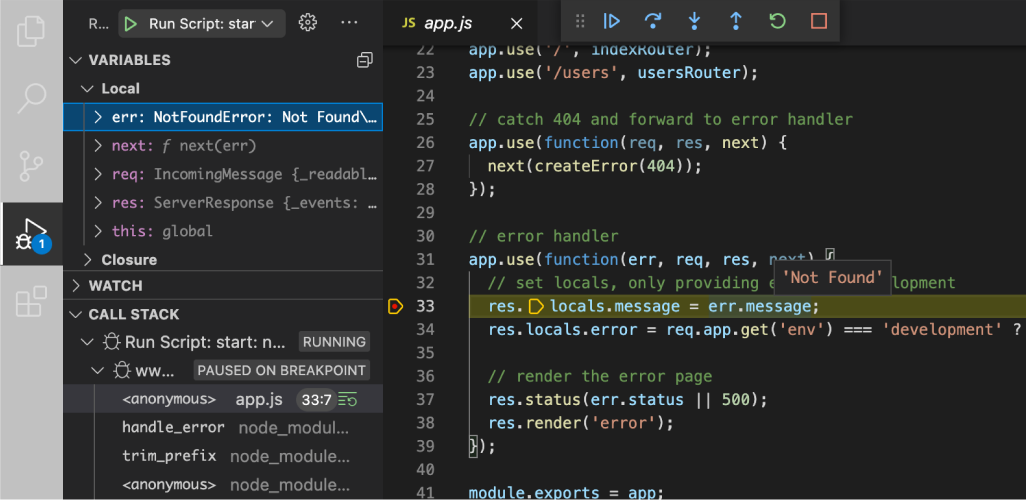 R... Run Script: star
VARIABLES
Local
err: NotFoundError: Not Found\...
next: ƒ next(err)
req: IncomingMessage {_readabl...
res: ServerResponse {_events: ...
this: global
Closure
WATCH
CALL STACK
Run Script: start: n... RUNNING
1
ww... PAUSED ON BREAKPOINT
<anonymous> app.js 33:7
handle_error node_modul...
trim_prefix node_module...
<anonymous> node_module...
JS app.js
22 app.use('/', indexRouter);
23 app.use('/users', usersRouter);
24
25 // catch 404 and forward to error handler
26 app.use(function(req, res, next) {
27 next(createError(404));
28 });
29
30 // error handler
31 app.use(function(err, req, res, next) {
'Not Found'
32 // set locals, only providing e lopment
33 res. locals.message = err.message;
34 res.locals.error = req.app.get('env') === 'development' ?
35
36 // render the error page
37 res.status(err.status || 500);
38 res.render('error');
39 });
40
41 module.exports = app;